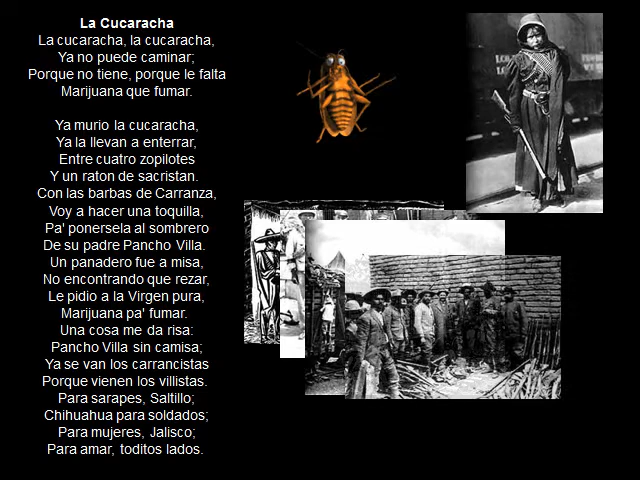 La Cucaracha
La cucaracha, la cucaracha,
Ya no puede caminar;
Porque no tiene, porque le falta
Marijuana que fumar.
Ya murio la cucaracha,
Ya la llevan a enterrar,
Entre cuatro zopilotes
Y un raton de sacristan.
Con las barbas de Carranza,
Voy a hacer una toquilla,
Pa' ponersela al sombrero
De su padre Pancho Villa.
Un panadero fue a misa,
No encontrando que rezar,
Le pidio a la Virgen pura,
Marijuana pa' fumar.
Una cosa me da risa:
Pancho Villa sin camisa;
Ya se van los carrancistas
Porque vienen los villistas.
Para sarapes, Saltillo;
Chihuahua para soldados;
Para mujeres, Jalisco;
Para amar, toditos lados.